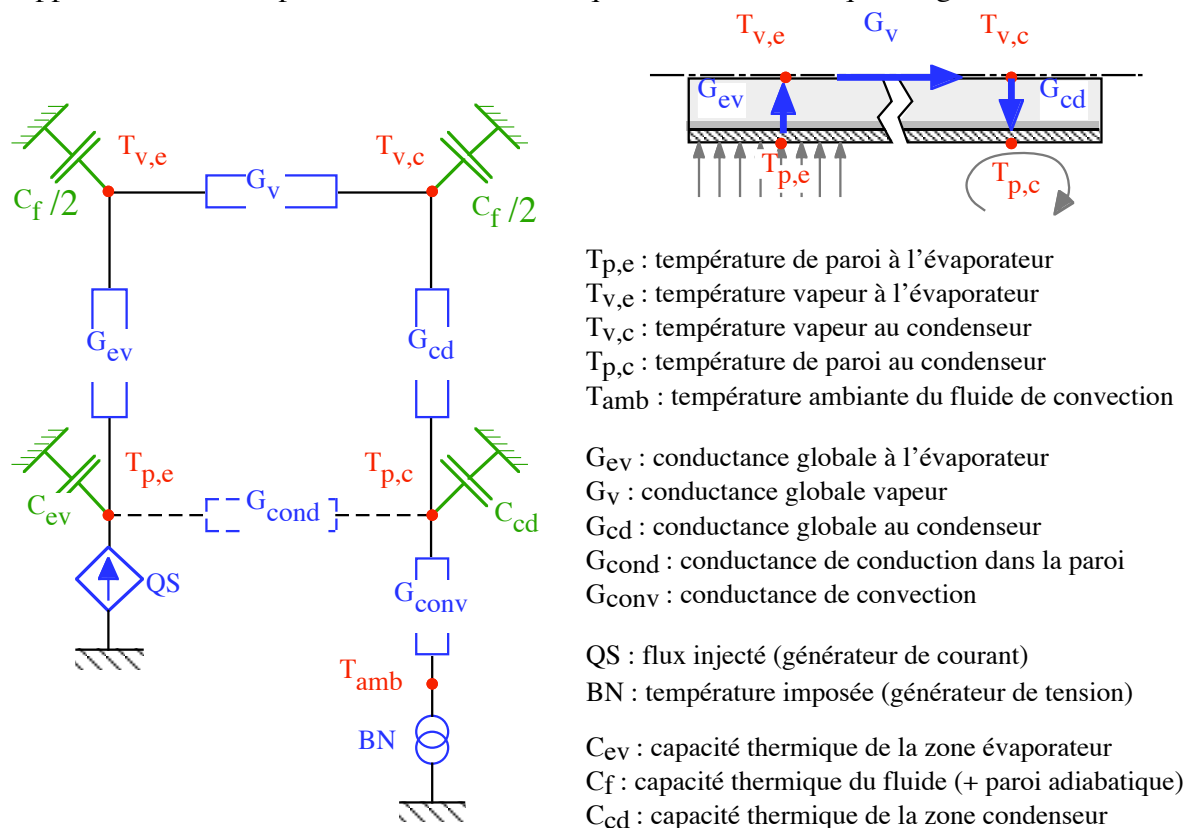 T_v,e G_v T_v,c
G_ev G_cd
T_p,e T_p,c
T_v,e T_v,c
G_v
C_f /2 C_f /2
G_ev G_cd
T_p,e T_p,c
C_ev G_cond C_cd
QS G_conv
T_amb
BN
T_p,e : température de paroi à l’évaporateur
T_v,e : température vapeur à l’évaporateur
T_v,c : température vapeur au condenseur
T_p,c : température de paroi au condenseur
T_amb : température ambiante du fluide de convection
G_ev : conductance globale à l’évaporateur
G_v : conductance globale vapeur
G_cd : conductance globale au condenseur
G_cond : conductance de conduction dans la paroi
G_conv : conductance de convection
QS : flux injecté (générateur de courant)
BN : température imposée (générateur de tension)
C_ev : capacité thermique de la zone évaporateur
C_f : capacité thermique du fluide (+ paroi adiabatique)
C_cd : capacité thermique de la zone condenseur